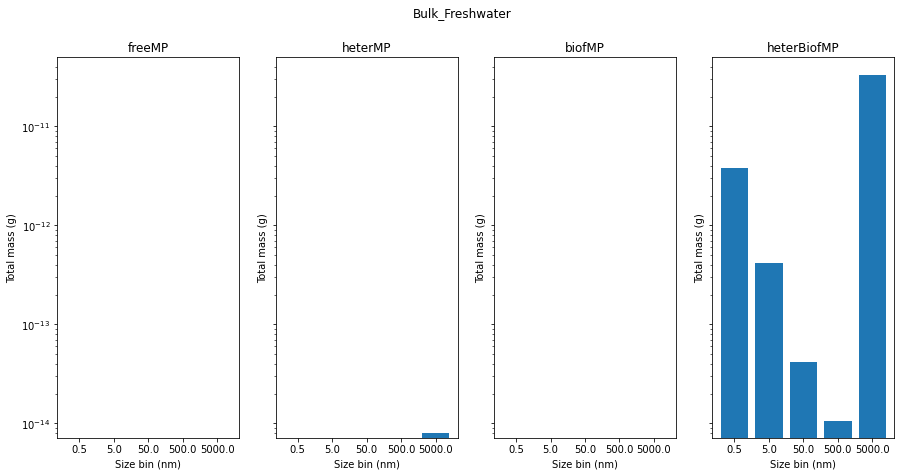 Bulk_Freshwater
freeMP
heterMP
biofMP
heterBiofMP
Total mass (g)
10⁻¹¹
10⁻¹²
10⁻¹³
10⁻¹⁴
0.5 5.0 50.0 500.0 5000.0
Size bin (nm)
Total mass (g)
0.5 5.0 50.0 500.0 5000.0
Size bin (nm)
Total mass (g)
0.5 5.0 50.0 500.0 5000.0
Size bin (nm)
Total mass (g)
0.5 5.0 50.0 500.0 5000.0
Size bin (nm)